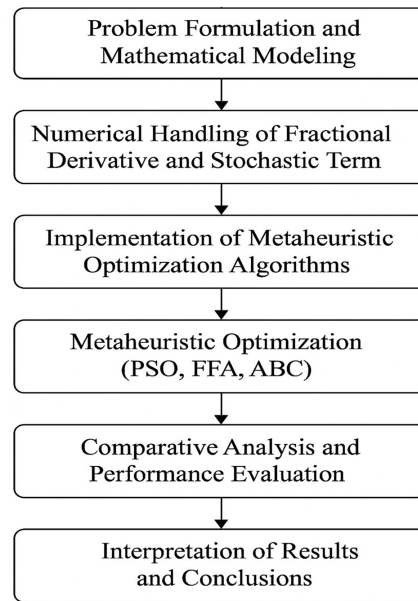 Problem Formulation and
Mathematical Modeling
Numerical Handling of Fractional
Derivative and Stochastic Term
Implementation of Metaheuristic
Optimization Algorithms
Metaheuristic Optimization
(PSO, FFA, ABC)
Comparative Analysis and
Performance Evaluation
Interpretation of Results
and Conclusions